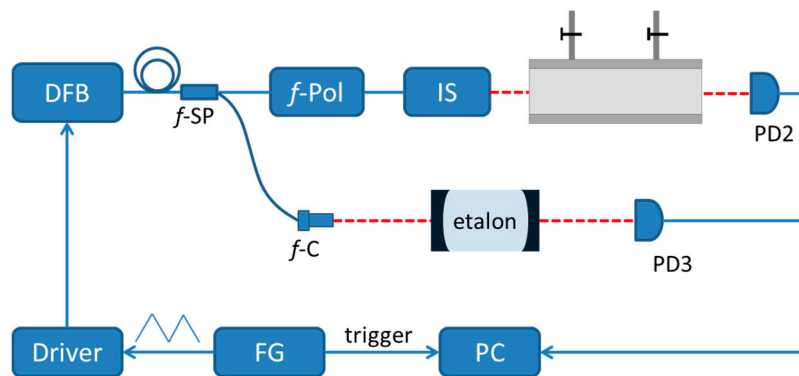 DFB
f-SP
f-Pol
IS
PD2
f-C
etalon
PD3
Driver
FG
trigger
PC